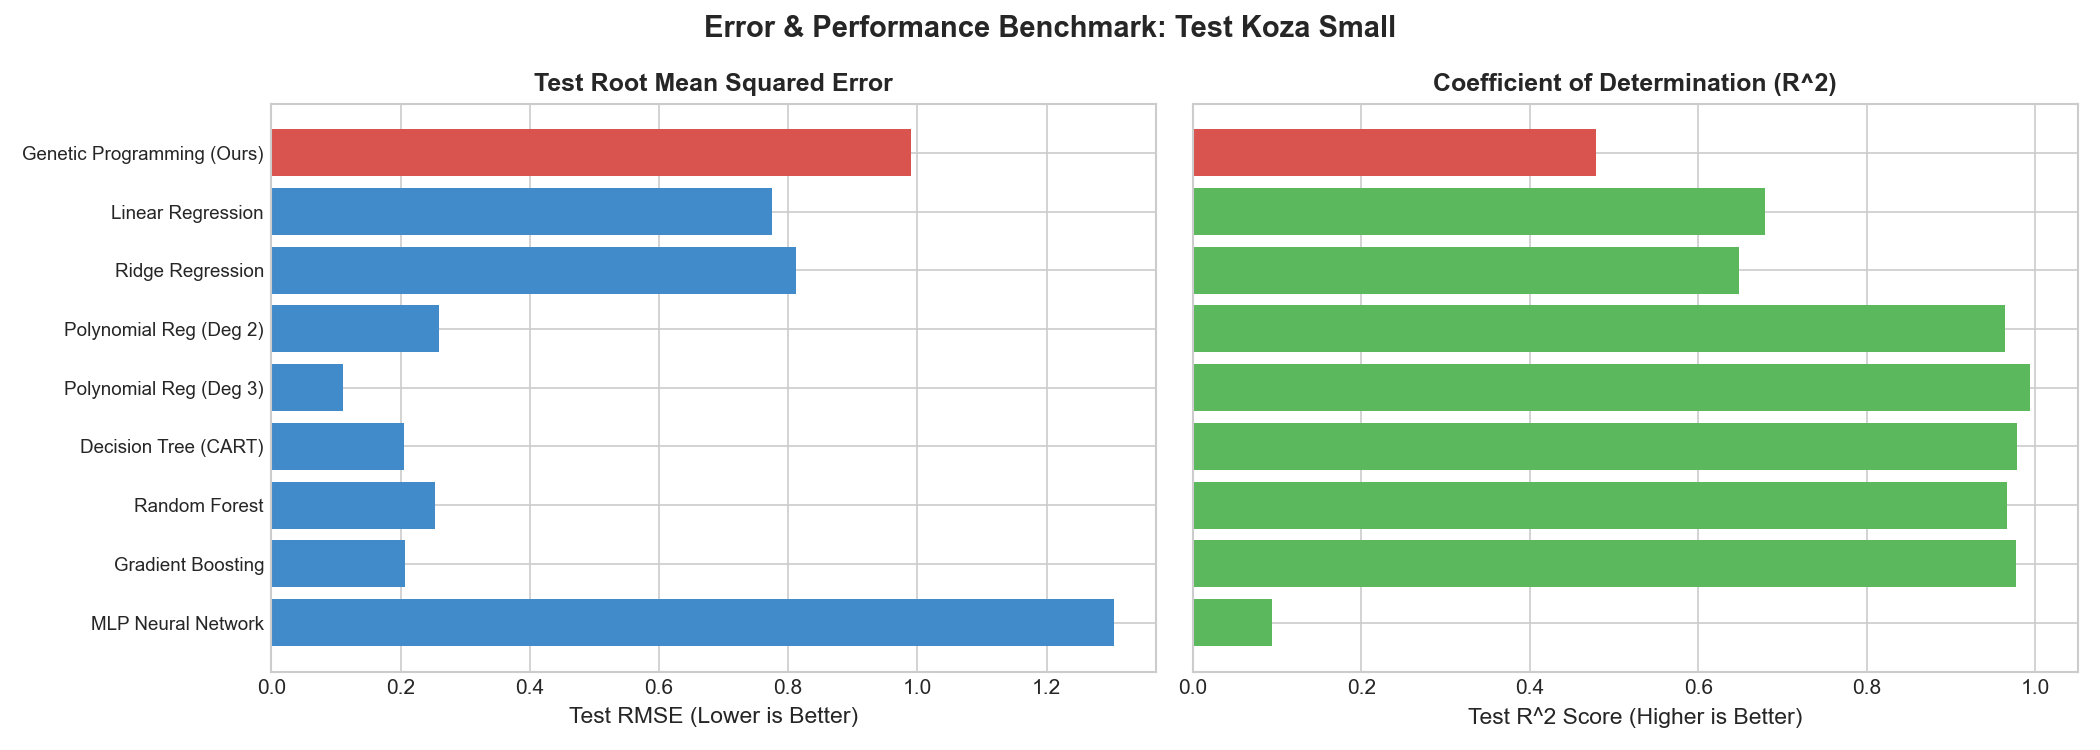 Error & Performance Benchmark: Test Koza Small
Test Root Mean Squared Error
Genetic Programming (Ours)
Linear Regression
Ridge Regression
Polynomial Reg (Deg 2)
Polynomial Reg (Deg 3)
Decision Tree (CART)
Random Forest
Gradient Boosting
MLP Neural Network
0.0 0.2 0.4 0.6 0.8 1.0 1.2
Test RMSE (Lower is Better)
Coefficient of Determination (R^2)
0.0 0.2 0.4 0.6 0.8 1.0
Test R^2 Score (Higher is Better)